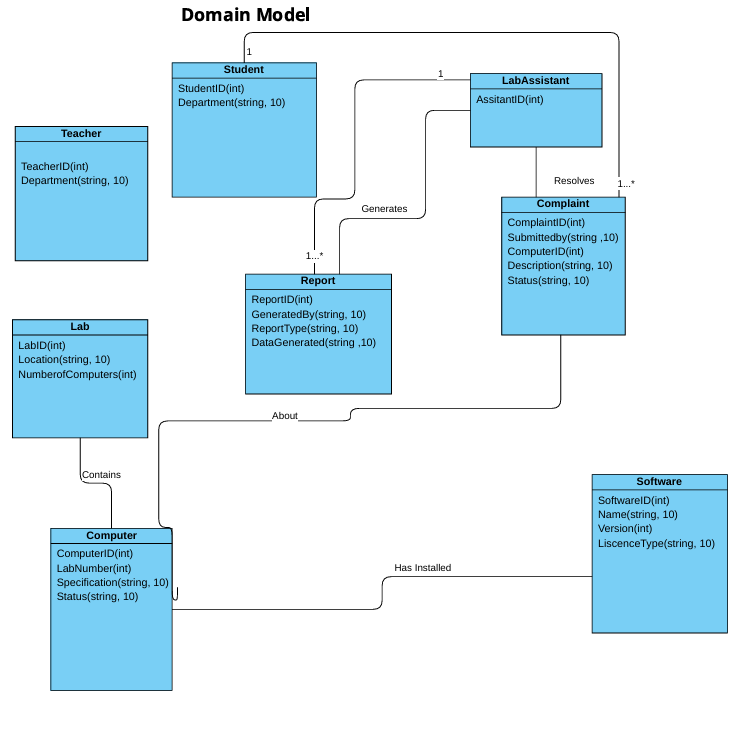 Domain Model
1
Student
StudentID(int)
Department(string, 10)
1
LabAssistant
AssitantID(int)
Teacher
TeacherID(int)
Department(string, 10)
Resolves
1...*
Generates
Complaint
ComplaintID(int)
Submittedby(string ,10)
ComputerID(int)
Description(string, 10)
Status(string, 10)
1...*
Report
ReportID(int)
GeneratedBy(string, 10)
ReportType(string, 10)
DataGenerated(string ,10)
Lab
LabID(int)
Location(string, 10)
NumberofComputers(int)
About
Contains
Computer
ComputerID(int)
LabNumber(int)
Specification(string, 10)
Status(string, 10)
Has Installed
Software
SoftwareID(int)
Name(string, 10)
Version(int)
LiscenceType(string, 10)